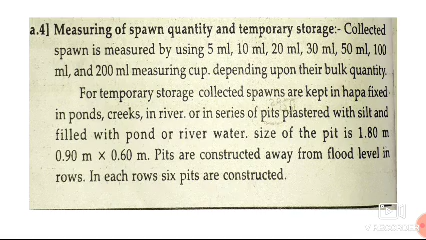 a.4] Measuring of spawn quantity and temporary storage:- Collected
spawn is measured by using 5 ml, 10 ml, 20 ml, 30 ml, 50 ml, 100
ml, and 200 ml measuring cup. depending upon their bulk quantity.
For temporary storage collected spawns are kept in hapa fixed
in ponds, creeks, in river. or in series of pits plastered with silt and
filled with pond or river water. size of the pit is 1.80 m
0.90 m × 0.60 m. Pits are constructed away from flood level in
rows. In each rows six pits are constructed.